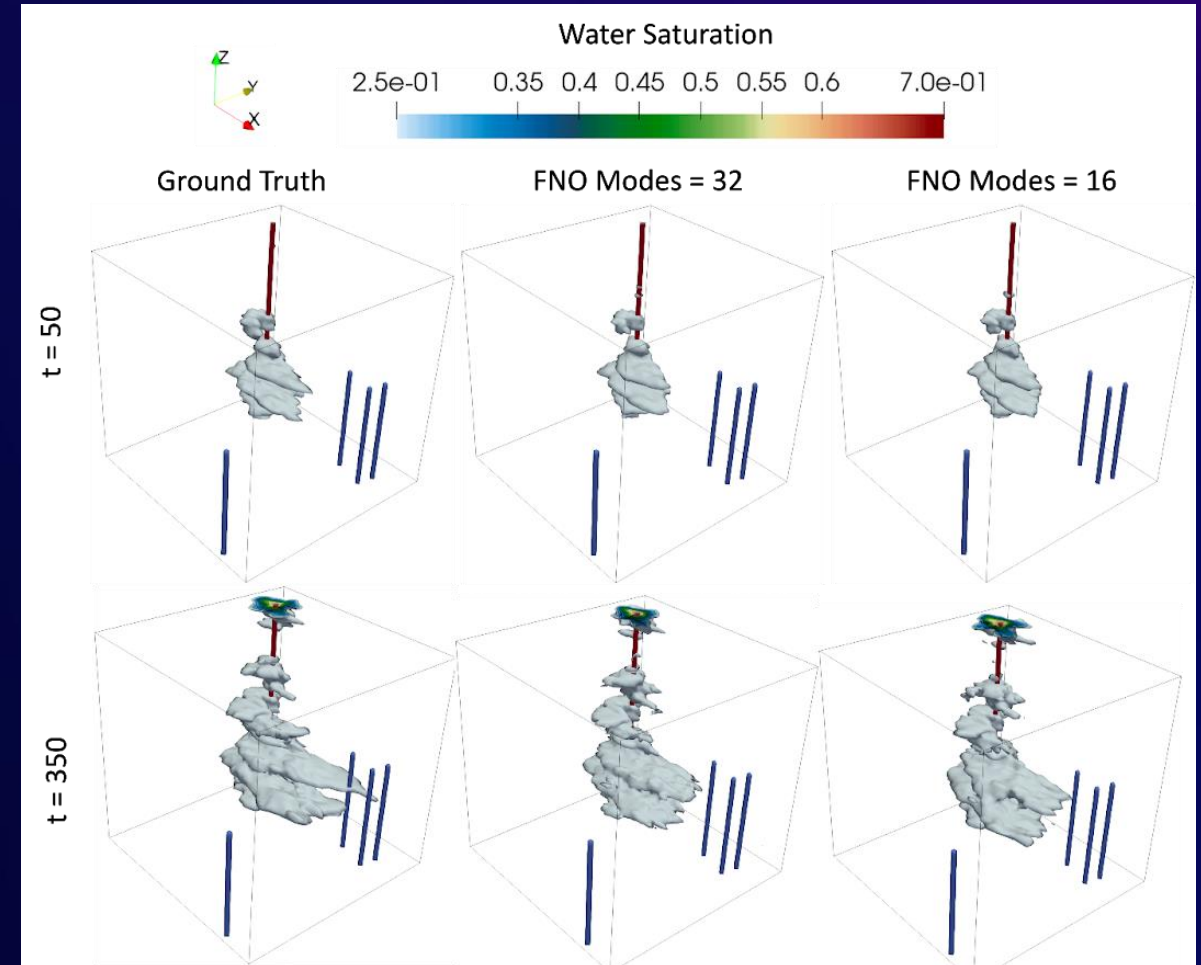 Water Saturation
Z
Y
X
2.5e-01 0.35 0.4 0.45 0.5 0.55 0.6 7.0e-01
Ground Truth FNO Modes = 32 FNO Modes = 16
t = 50
t = 350